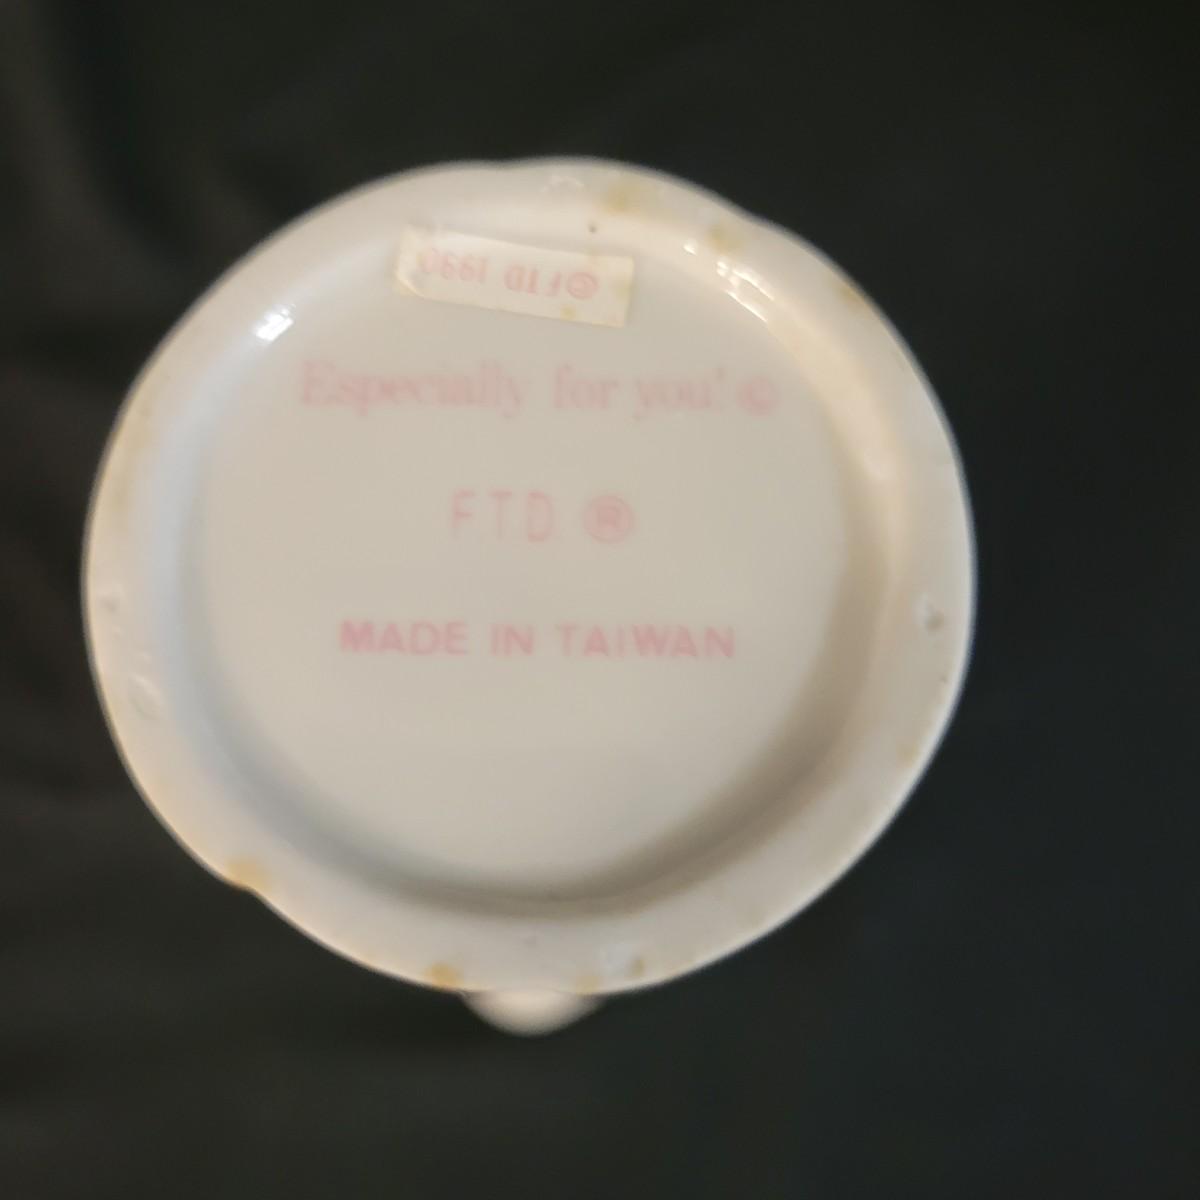 © FTD 1990
Especially for you! ©
FTD ®
MADE IN TAIWAN